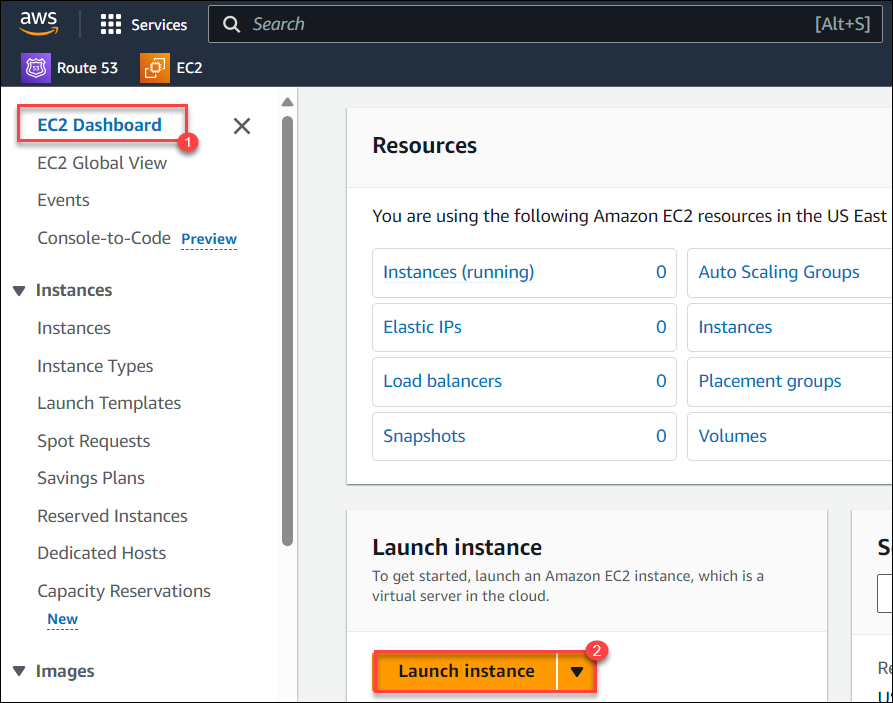 aws
Services
Search
[Alt+S]
Route 53
EC2
EC2 Dashboard
1
EC2 Global View
Events
Console-to-Code Preview
Instances
Instances
Instance Types
Launch Templates
Spot Requests
Savings Plans
Reserved Instances
Dedicated Hosts
Capacity Reservations
New
Images
Resources
You are using the following Amazon EC2 resources in the US East
Instances (running) 0
Auto Scaling Groups
Elastic IPs 0
Instances
Load balancers 0
Placement groups
Snapshots 0
Volumes
Launch instance
To get started, launch an Amazon EC2 instance, which is a
virtual server in the cloud.
Launch instance
2